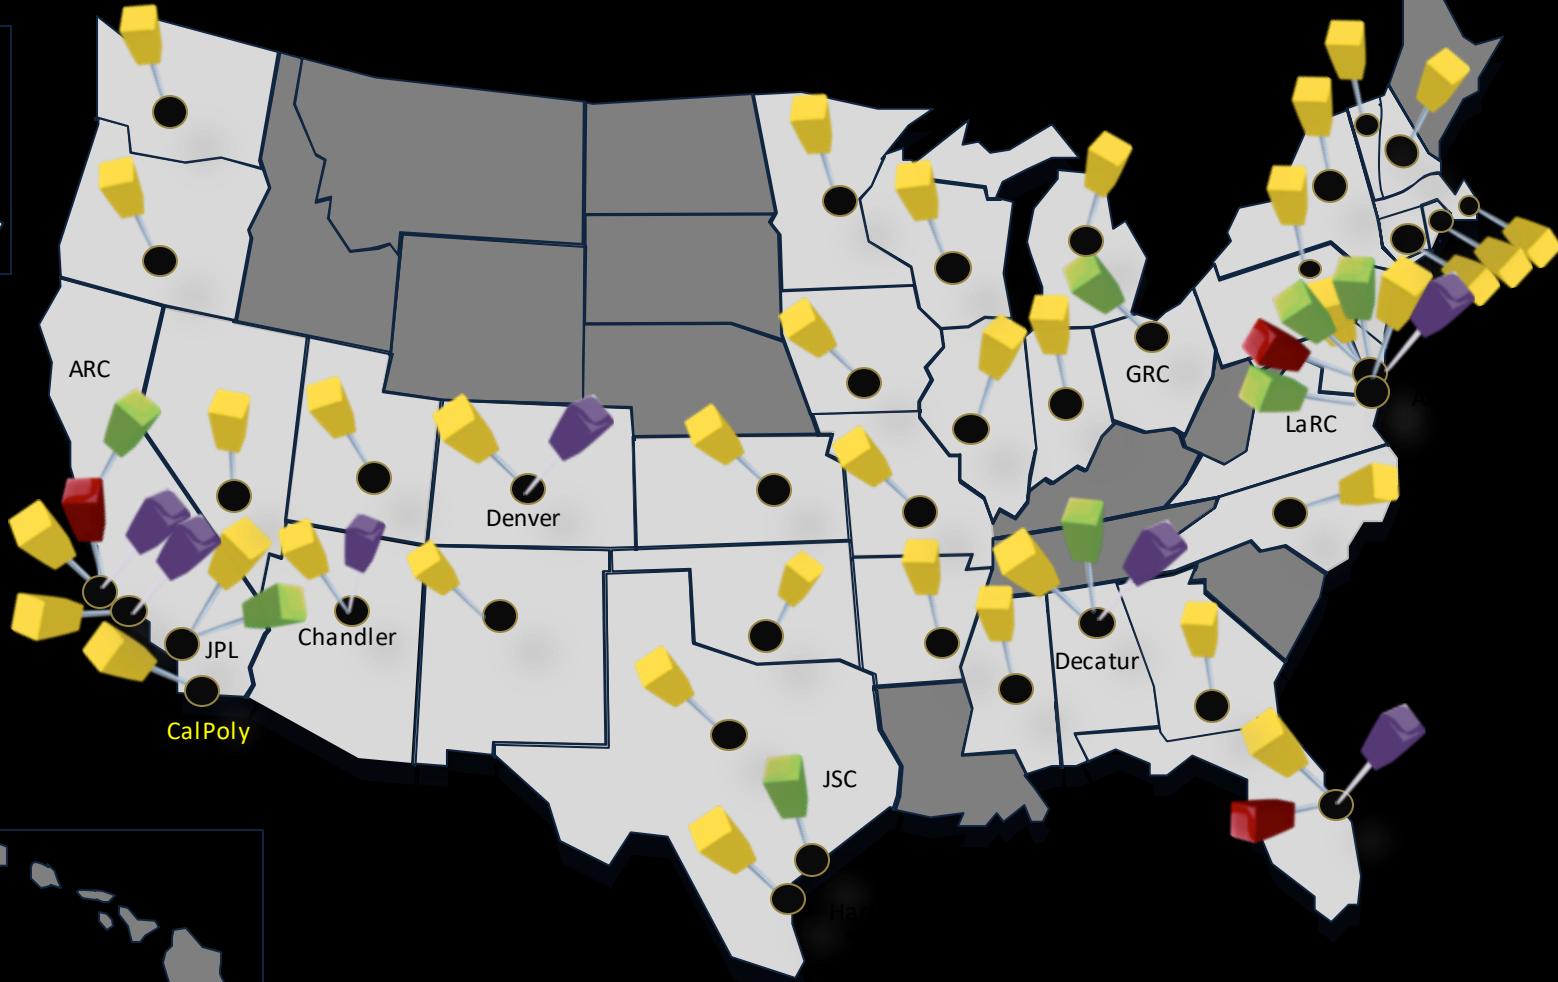 ARC
GRC
LaRC
Denver
Chandler
JPL
Decatur
CalPoly
JSC